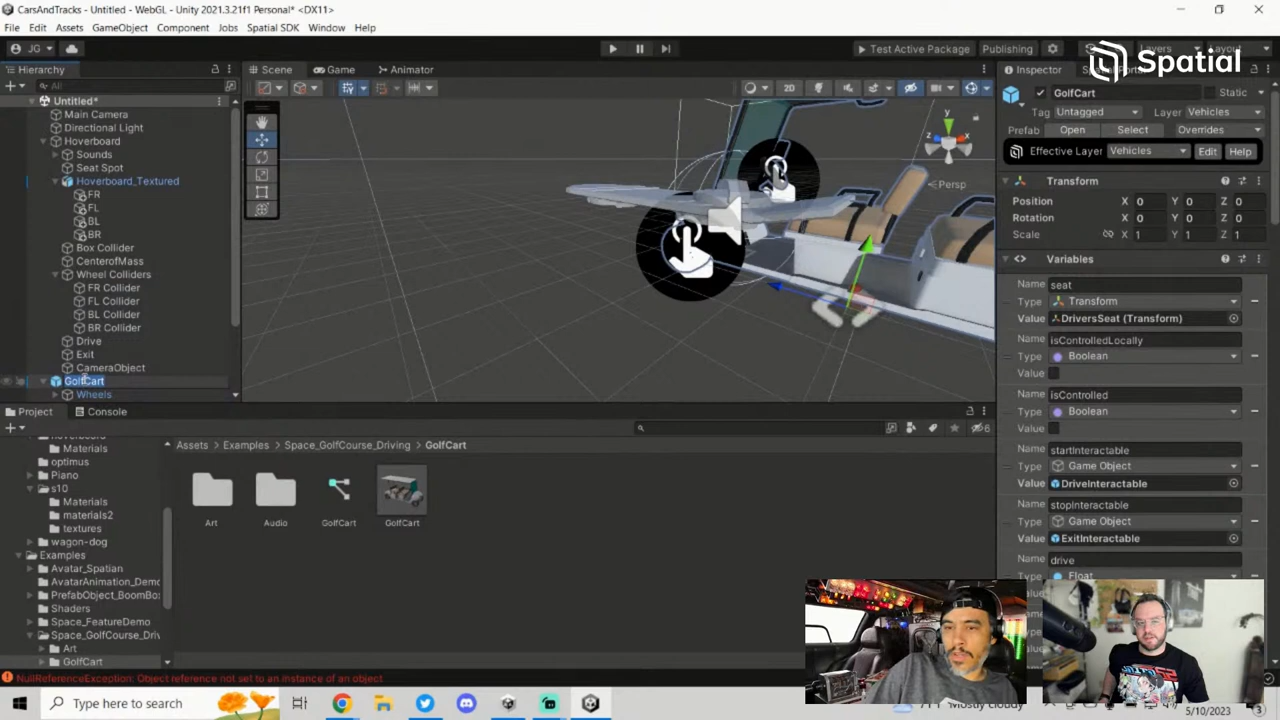 CarsAndTracks - Untitled - WebGL - Unity 2021.3.21f1 Personal* <DX11>
File Edit Assets GameObject Component Jobs Spatial SDK Window Help
JG
Test Active Package
Publishing
Layers
Layout
Spatial
Hierarchy
Scene
Game
Animator
Inspector
All
2D
GolfCart
Static
Untitled*
Main Camera
Directional Light
Hoverboard
Sounds
Seat Spot
Hoverboard_Textured
FR
FL
BL
BR
Box Collider
CenterofMass
Wheel Colliders
FR Collider
FL Collider
BL Collider
BR Collider
Drive
Exit
CameraObject
GolfCart
Wheels
y
x
z
Persp
Tag Untagged Layer Vehicles
Prefab Open Select Overrides
Effective Layer Vehicles Edit Help
Transform
Position X 0 Y 0 Z 0
Rotation X 0 Y 0 Z 0
Scale X 1 Y 1 Z 1
Variables
Name seat
Type Transform
Value DriversSeat (Transform)
Name isControlledLocally
Type Boolean
Value
Name isControlled
Type Boolean
Value
Name startInteractable
Type Game Object
Value DriveInteractable
Name stopInteractable
Type Game Object
Value ExitInteractable
Name drive
Type Float
Project
Console
6
Materials
optimus
Piano
s10
Materials
materials2
textures
wagon-dog
Examples
Avatar_Spatian
AvatarAnimation_Demo
PrefabObject_BoomBo
Shaders
Space_FeatureDemo
Space_GolfCourse_Driv
Art
GolfCart
Assets > Examples > Space_GolfCourse_Driving > GolfCart
Art
Audio
GolfCart
GolfCart
NullReferenceException: Object reference not set to an instance of an object
Type here to search
Mostly cloudy
5/10/2023
3